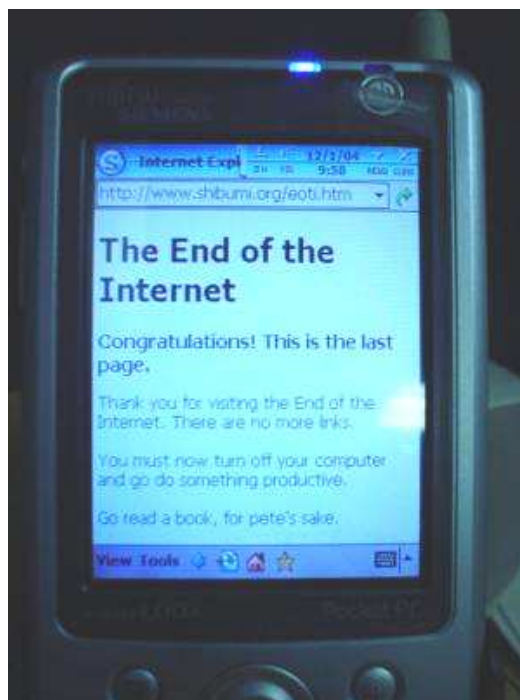 SIEMENS
Internet Expl
12/1/04
9:58
http://www.shibumi.org/eoti.htm
The End of the
Internet
Congratulations! This is the last
page.
Thank you for visiting the End of the
Internet. There are no more links.
You must now turn off your computer
and go do something productive.
Go read a book, for pete's sake.
View Tools
Pocket PC